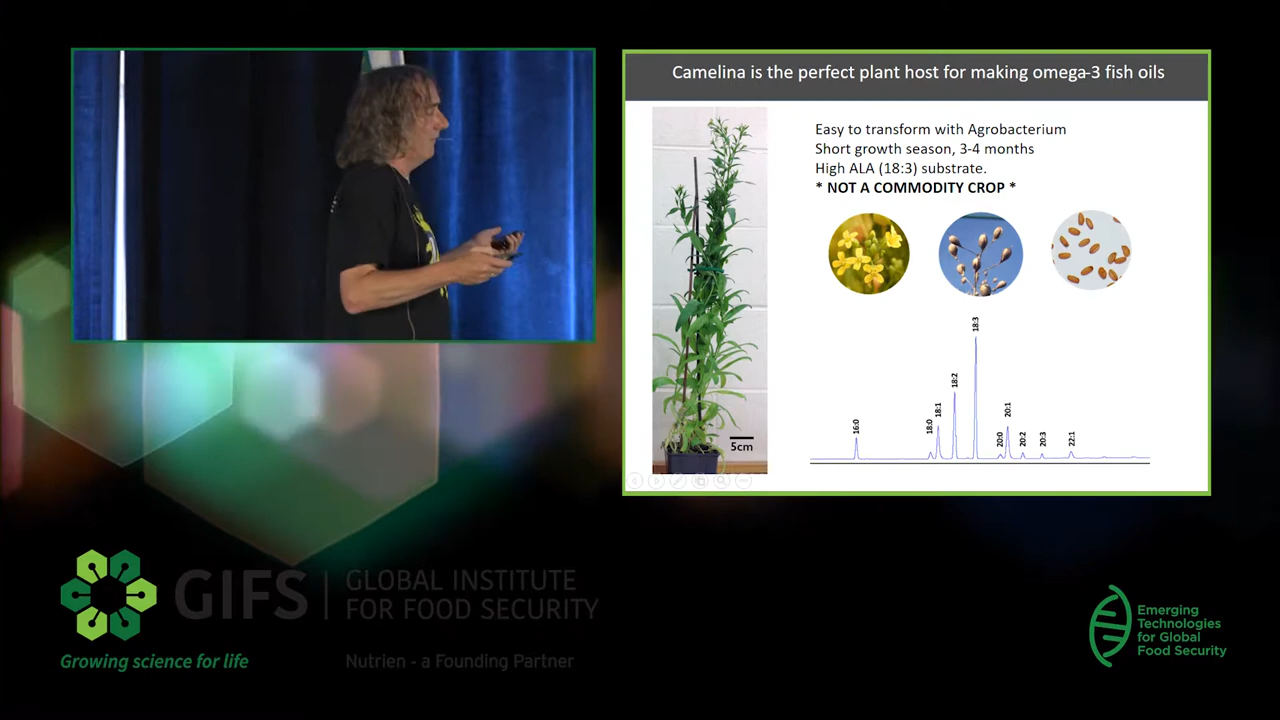 Camelina is the perfect plant host for making omega-3 fish oils
Easy to transform with Agrobacterium
Short growth season, 3-4 months
High ALA (18:3) substrate.
* NOT A COMMODITY CROP *
5cm
16:0
18:0
18:1
18:2
18:3
20:0
20:1
20:2
20:3
22:1
GIFS
GLOBAL INSTITUTE
FOR FOOD SECURITY
Growing science for life
Nutrien - a Founding Partner
Emerging
Technologies
for Global
Food Security